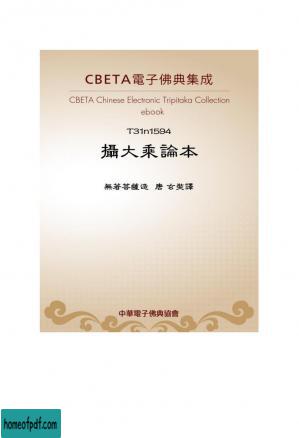 CBETA電子佛典集成
CBETA Chinese Electronic Tripitaka Collection
ebook
T31n1594
攝大乘論本
無著菩薩造 唐 玄奘譯
中華電子佛典協會
homeofpdf.com